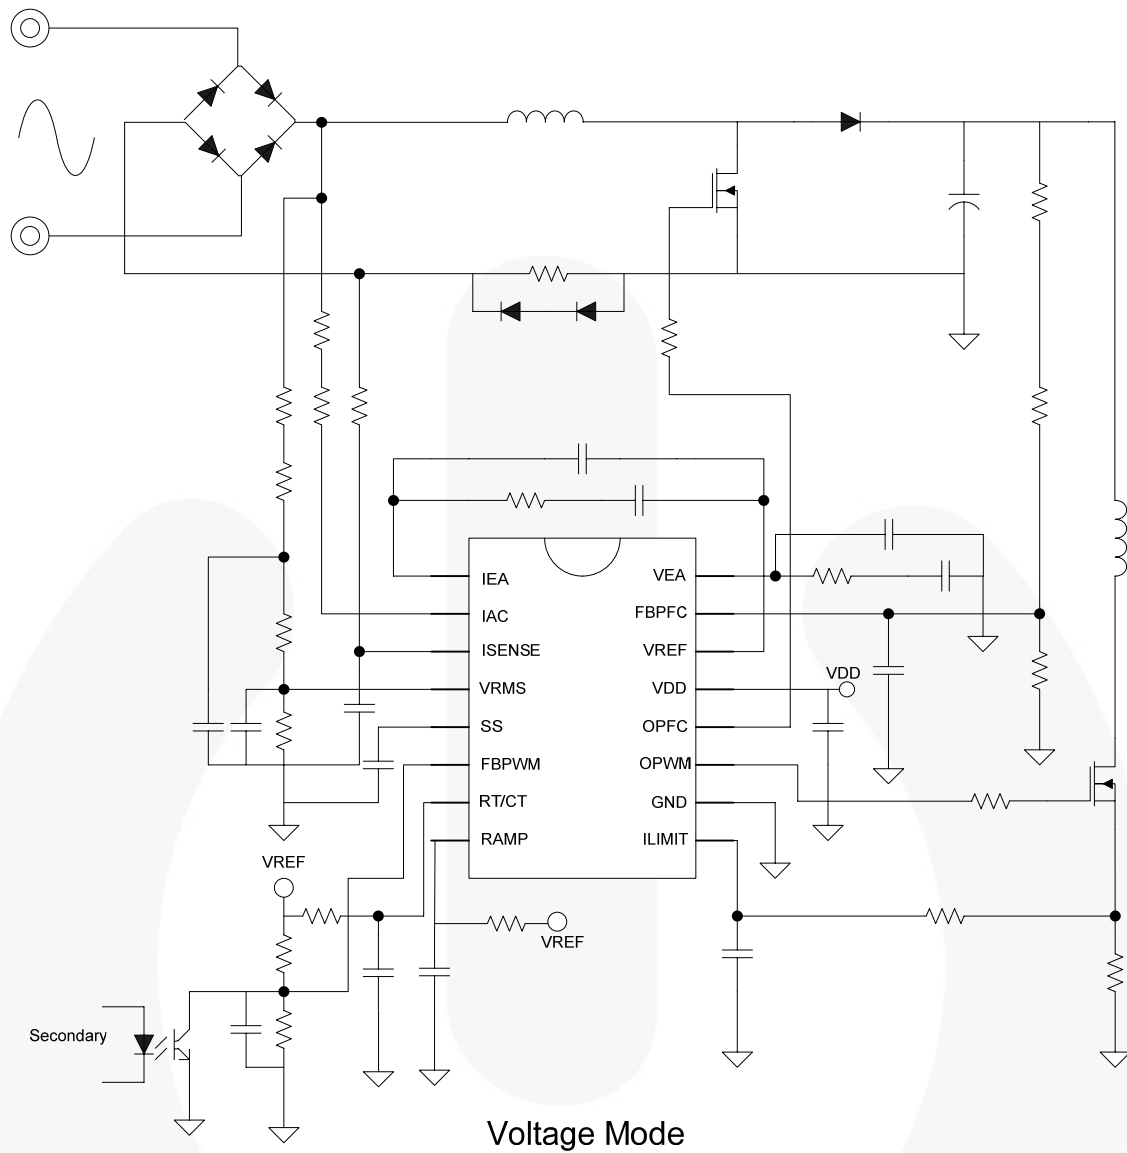 IEA
IAC
ISENSE
VRMS
SS
FBPWM
RT/CT
RAMP
VEA
FBPFC
VREF
VDD
OPFC
OPWM
GND
ILIMIT
VDD
VREF
VREF
Secondary
Voltage Mode